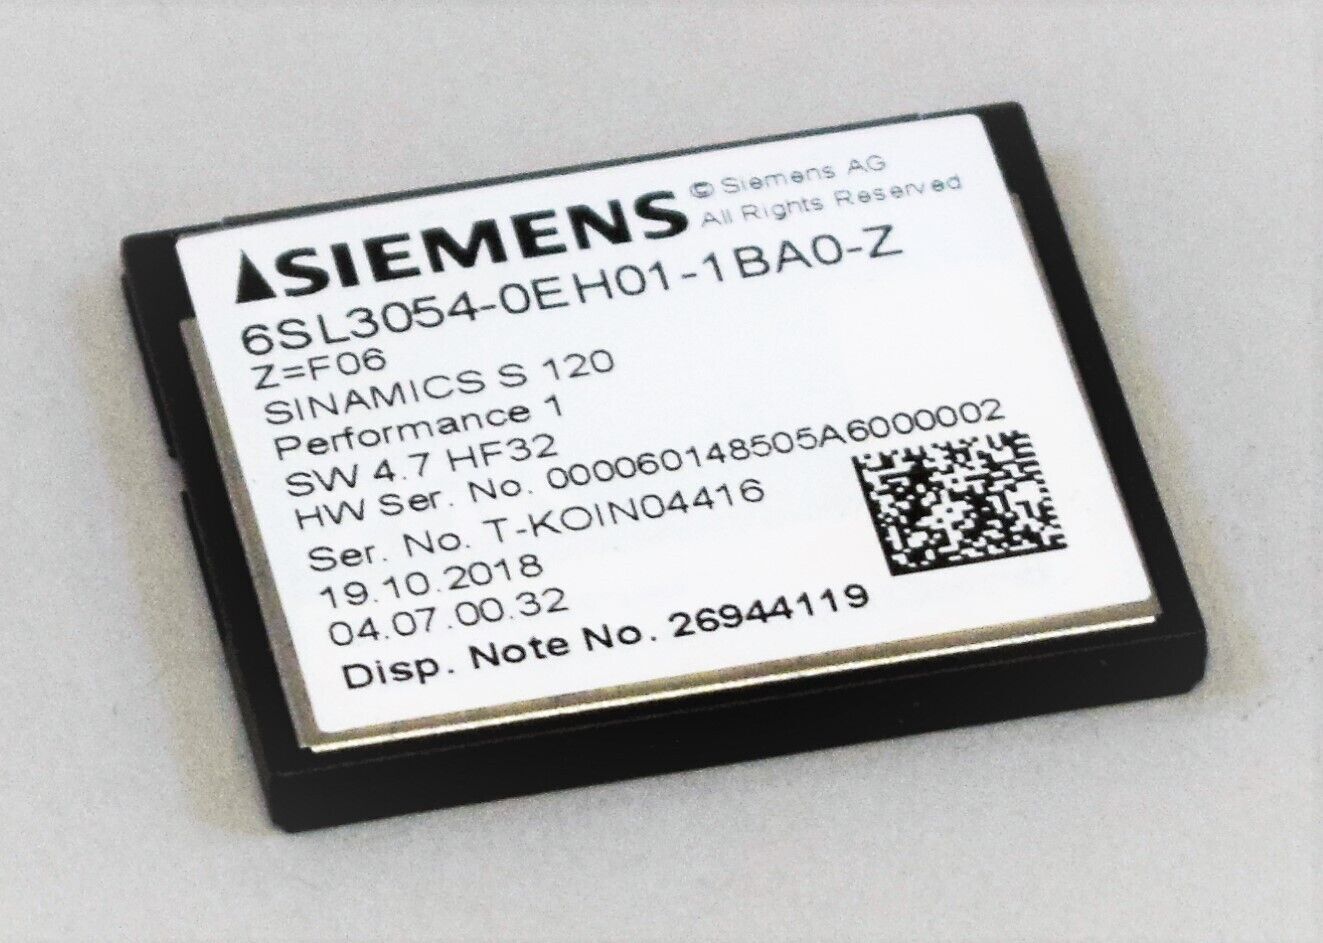 SIEMENS
© Siemens AG
All Rights Reserved
6SL3054-0EH01-1BA0-Z
Z=F06
SINAMICS S 120
Performance 1
SW 4.7 HF32
HW Ser. No. 000060148505A6000002
Ser. No. T-KOIN04416
19.10.2018
04.07.00.32
Disp. Note No. 26944119